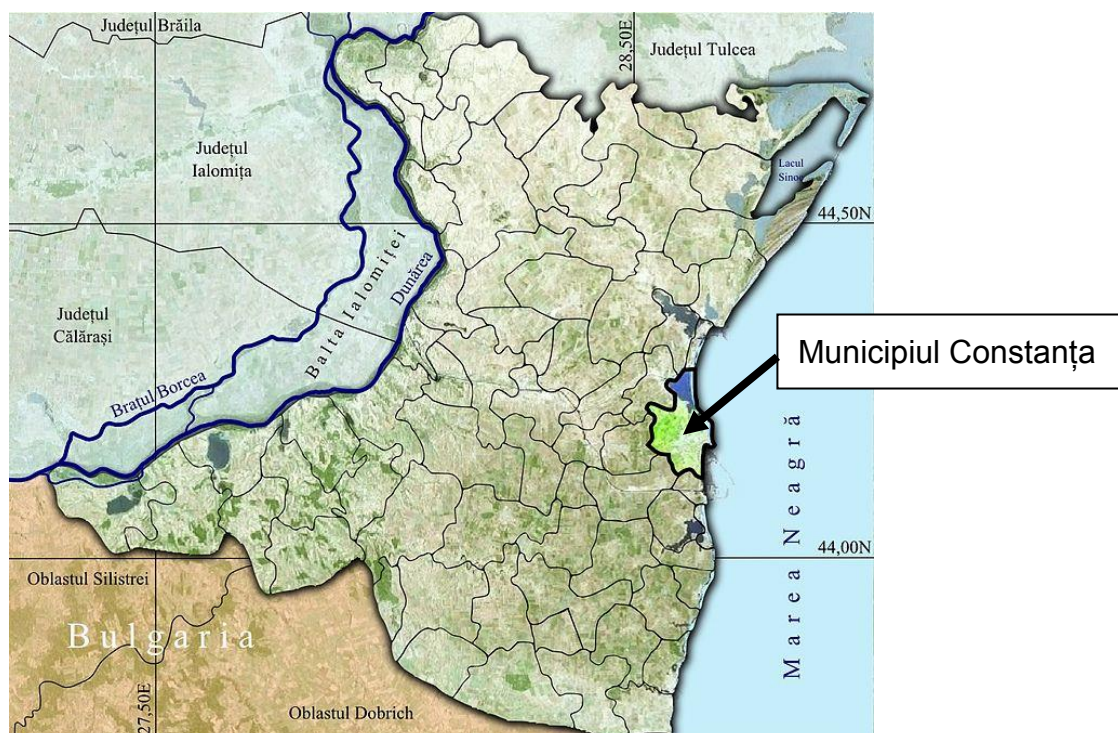 Județul Brăila
28,50E
Județul Tulcea
Județul
Ialomița
Lacul
Sinoe
44,50N
Balta Ialomiței
Dunărea
Județul
Călărași
Municipiul Constanța
Brațul Borcea
Marea Neagră
44,00N
Oblastul Silistrei
Bulgaria
27,50E
Oblastul Dobrich